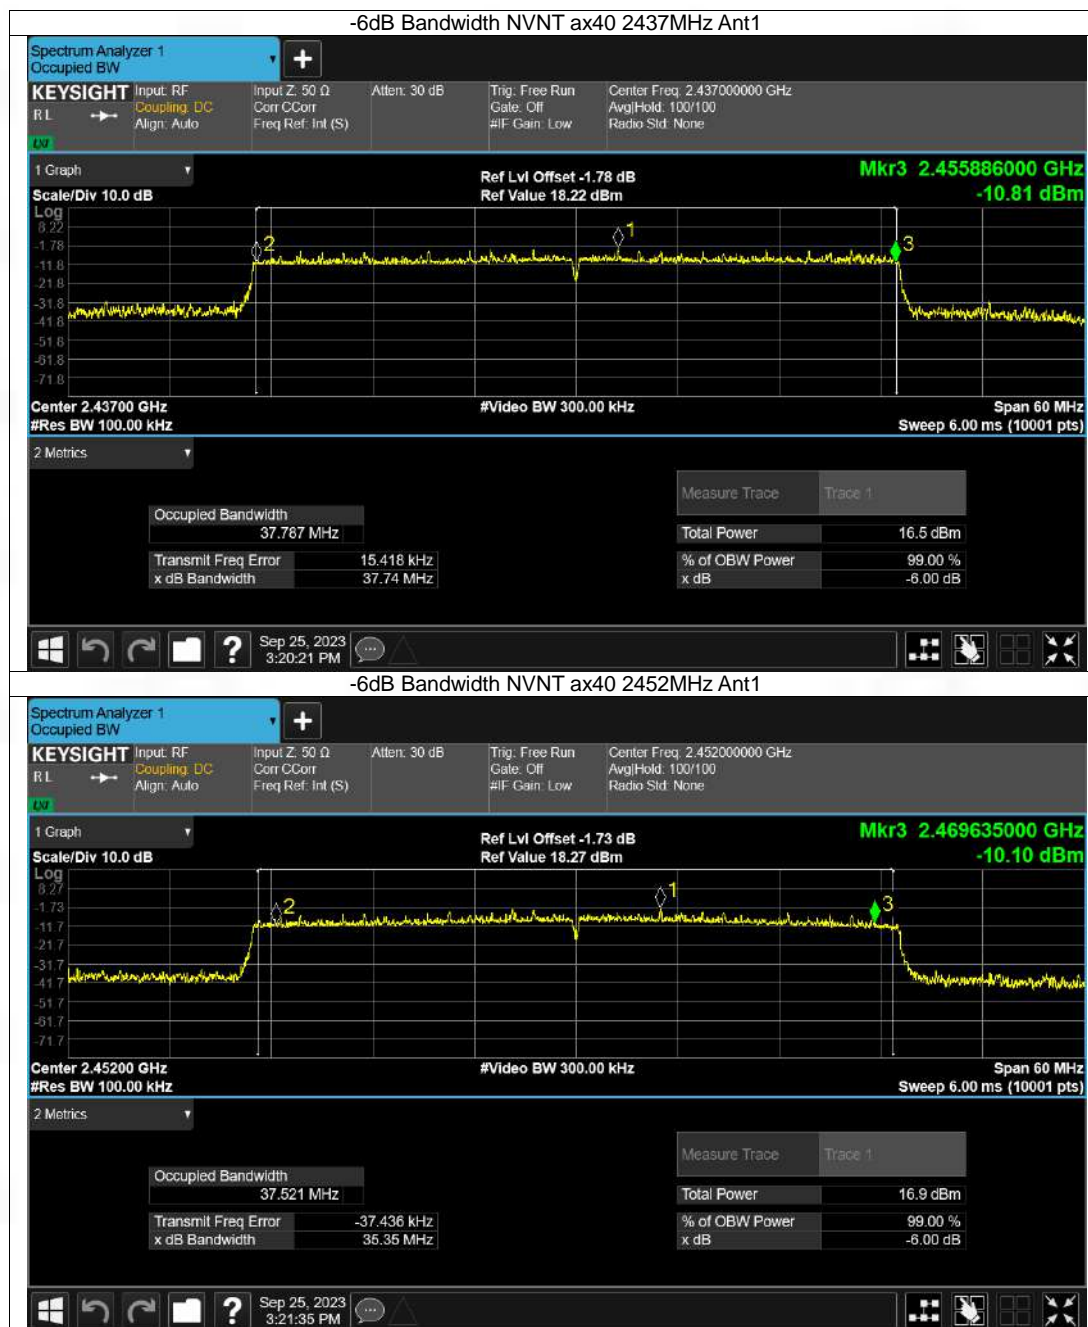 -6dB Bandwidth NVNT ax40 2437MHz Ant1
Spectrum Analyzer 1
Occupied BW
KEYSIGHT Input: RF Input Z: 50 Ω Atten: 30 dB Trig: Free Run Center Freq: 2.437000000 GHz
RL Coupling: DC Corr CCorr Gate: Off Avg|Hold: 100/100
Align: Auto Freq Ref: Int (S) #IF Gain: Low Radio Std: None
LXI
1 Graph Ref Lvl Offset -1.78 dB Mkr3 2.455886000 GHz
Scale/Div 10.0 dB Ref Value 18.22 dBm -10.81 dBm
Log
8.22
-1.78
-11.8
-21.8
-31.8
-41.8
-51.8
-61.8
-71.8
2
1
3
Center 2.43700 GHz #Video BW 300.00 kHz Span 60 MHz
#Res BW 100.00 kHz Sweep 6.00 ms (10001 pts)
2 Metrics
Measure Trace Trace 1
Occupied Bandwidth
37.787 MHz Total Power 16.5 dBm
Transmit Freq Error 15.418 kHz % of OBW Power 99.00 %
x dB Bandwidth 37.74 MHz x dB -6.00 dB
Sep 25, 2023
3:20:21 PM
-6dB Bandwidth NVNT ax40 2452MHz Ant1
Spectrum Analyzer 1
Occupied BW
KEYSIGHT Input: RF Input Z: 50 Ω Atten: 30 dB Trig: Free Run Center Freq: 2.452000000 GHz
RL Coupling: DC Corr CCorr Gate: Off Avg|Hold: 100/100
Align: Auto Freq Ref: Int (S) #IF Gain: Low Radio Std: None
LXI
1 Graph Ref Lvl Offset -1.73 dB Mkr3 2.469635000 GHz
Scale/Div 10.0 dB Ref Value 18.27 dBm -10.10 dBm
Log
8.27
-1.73
-11.7
-21.7
-31.7
-41.7
-51.7
-61.7
-71.7
2
1
3
Center 2.45200 GHz #Video BW 300.00 kHz Span 60 MHz
#Res BW 100.00 kHz Sweep 6.00 ms (10001 pts)
2 Metrics
Measure Trace Trace 1
Occupied Bandwidth
37.521 MHz Total Power 16.9 dBm
Transmit Freq Error -37.436 kHz % of OBW Power 99.00 %
x dB Bandwidth 35.35 MHz x dB -6.00 dB
Sep 25, 2023
3:21:35 PM